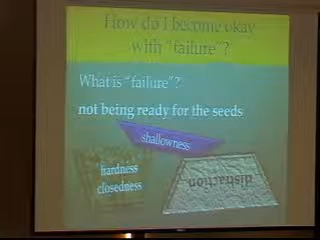 How do I become okay
with "failure"?
What is "failure"?
not being ready for the seeds
shallowness
hardness
closedness
distraction